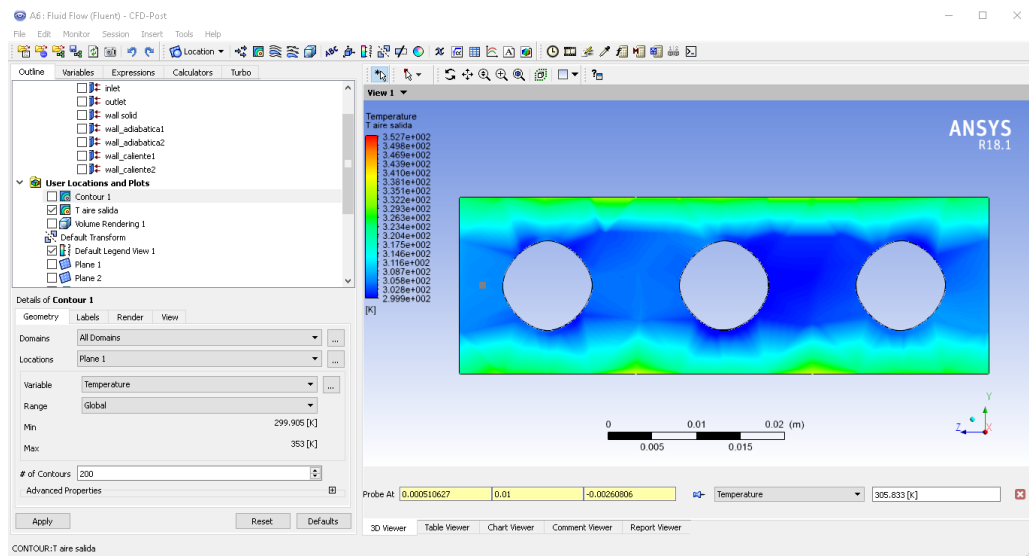 A6 : Fluid Flow (Fluent) - CFD-Post
File Edit Monitor Session Insert Tools Help
Location
Outline Variables Expressions Calculators Turbo
inlet
outlet
wall solid
wall_adiabatica1
wall_adiabatica2
wall_caliente1
wall_caliente2
User Locations and Plots
Contour 1
T aire salida
Volume Rendering 1
Default Transform
Default Legend View 1
Plane 1
Plane 2
Details of Contour 1
Geometry Labels Render View
Domains All Domains ...
Locations Plane 1 ...
Variable Temperature ...
Range Global
Min 299.905 [K]
Max 353 [K]
# of Contours 200
Advanced Properties
Apply Reset Defaults
CONTOUR:T aire salida
View 1
Temperature
T aire salida
3.527e+002
3.498e+002
3.469e+002
3.439e+002
3.410e+002
3.381e+002
3.351e+002
3.322e+002
3.293e+002
3.263e+002
3.234e+002
3.204e+002
3.175e+002
3.146e+002
3.116e+002
3.087e+002
3.058e+002
3.028e+002
2.999e+002
[K]
ANSYS
R18.1
0 0.01 0.02 (m)
0.005 0.015
Y
Z X
Probe At 0.000510627 0.01 -0.00260806 Temperature 305.833 [K]
3D Viewer Table Viewer Chart Viewer Comment Viewer Report Viewer